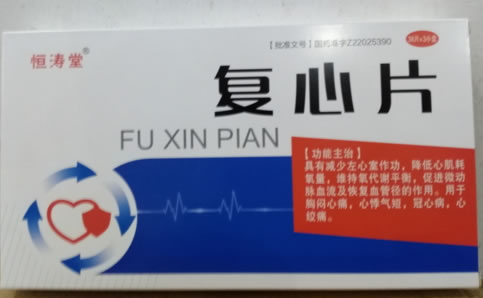 【批准文号】国药准字Z22025390
恒涛堂®
复心片
FU XIN PIAN
【功能主治】
具有减少左心室作功，降低心肌耗
氧量，维持氧代谢平衡，促进微动
脉血流及恢复血管径的作用。用于
胸闷心痛，心悸气短，冠心病，心
绞痛。